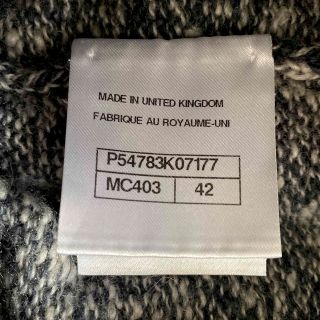 MADE IN UNITED KINGDOM
FABRIQUE AU ROYAUME-UNI
P54783K07177
MC403 42